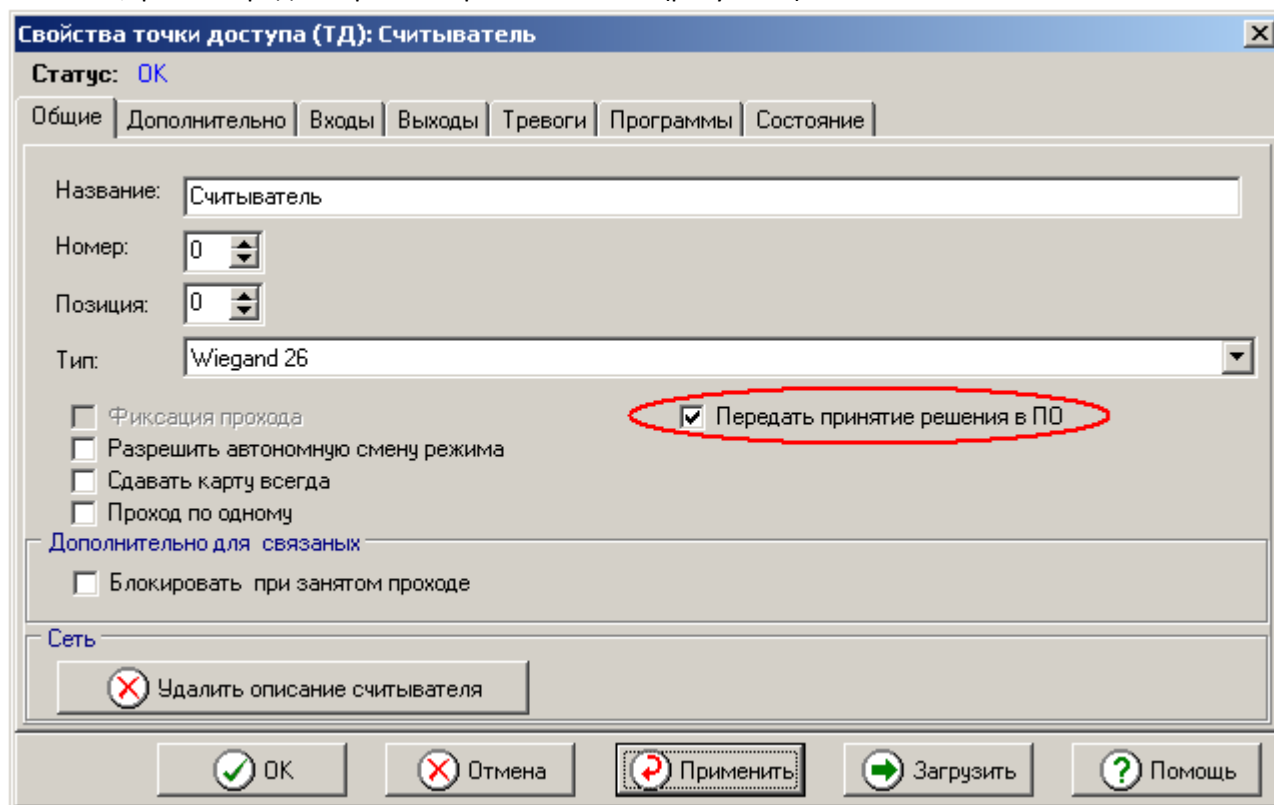 Свойства точки доступа (ТД): Считыватель
Статус: OK
Общие Дополнительно Входы Выходы Тревоги Программы Состояние
Название: Считыватель
Номер: 0
Позиция: 0
Тип: Wiegand 26
Фиксация прохода Передать принятие решения в ПО
Разрешить автономную смену режима
Сдавать карту всегда
Проход по одному
Дополнительно для связаных
Блокировать при занятом проходе
Сеть
Удалить описание считывателя
OK Отмена Применить Загрузить Помощь